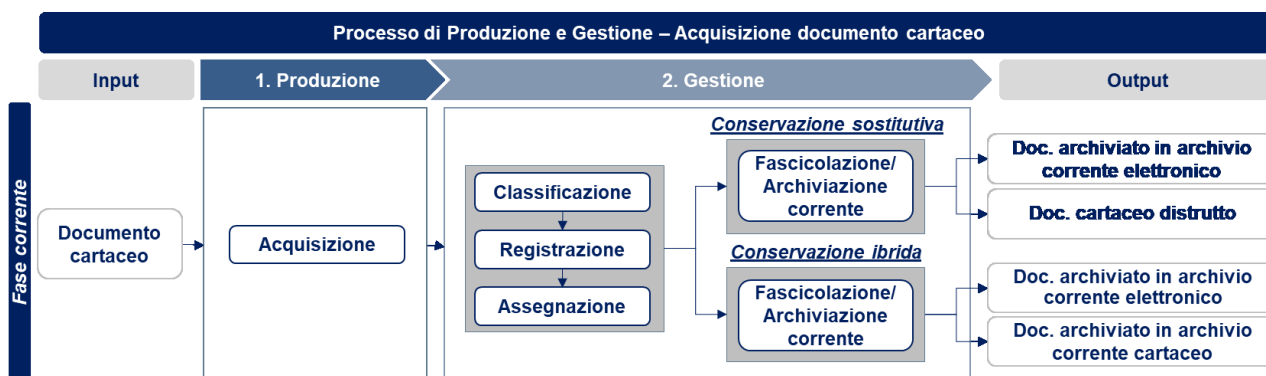 Processo di Produzione e Gestione – Acquisizione documento cartaceo
Input
1. Produzione
2. Gestione
Output
Fase corrente
Documento
cartaceo
Acquisizione
Classificazione
Registrazione
Assegnazione
Conservazione sostitutiva
Fascicolazione/
Archiviazione
corrente
Conservazione ibrida
Fascicolazione/
Archiviazione
corrente
Doc. archiviato in archivio
corrente elettronico
Doc. cartaceo distrutto
Doc. archiviato in archivio
corrente elettronico
Doc. archiviato in archivio
corrente cartaceo